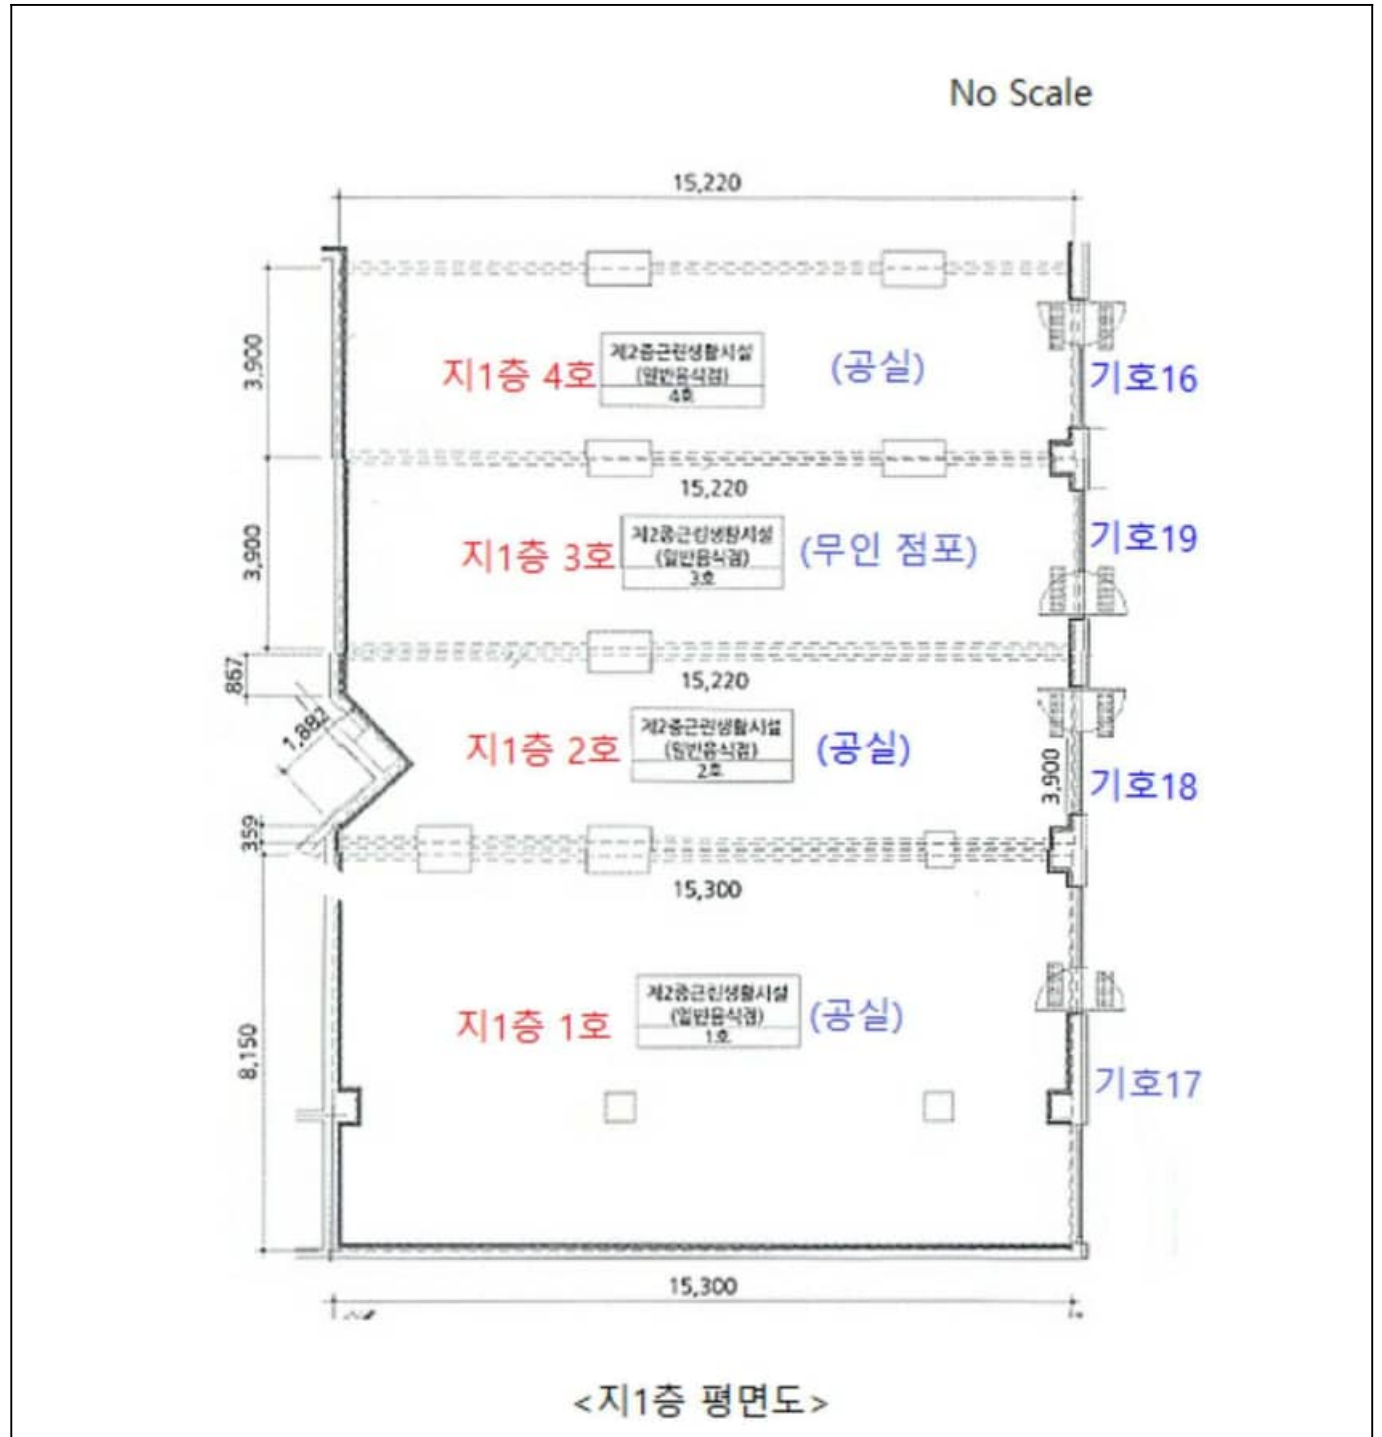 No Scale
15,220
3,900
지1층 4호
제2종근린생활시설
(일반음식점)
4호
(공실)
기호16
15,220
3,900
지1층 3호
제2종근린생활시설
(일반음식점)
3호
(무인 점포)
기호19
867
15,220
1,882
지1층 2호
제2종근린생활시설
(일반음식점)
2호
(공실)
3,900
기호18
359
15,300
8,150
지1층 1호
제2종근린생활시설
(일반음식점)
1호
(공실)
기호17
15,300
<지1층 평면도>